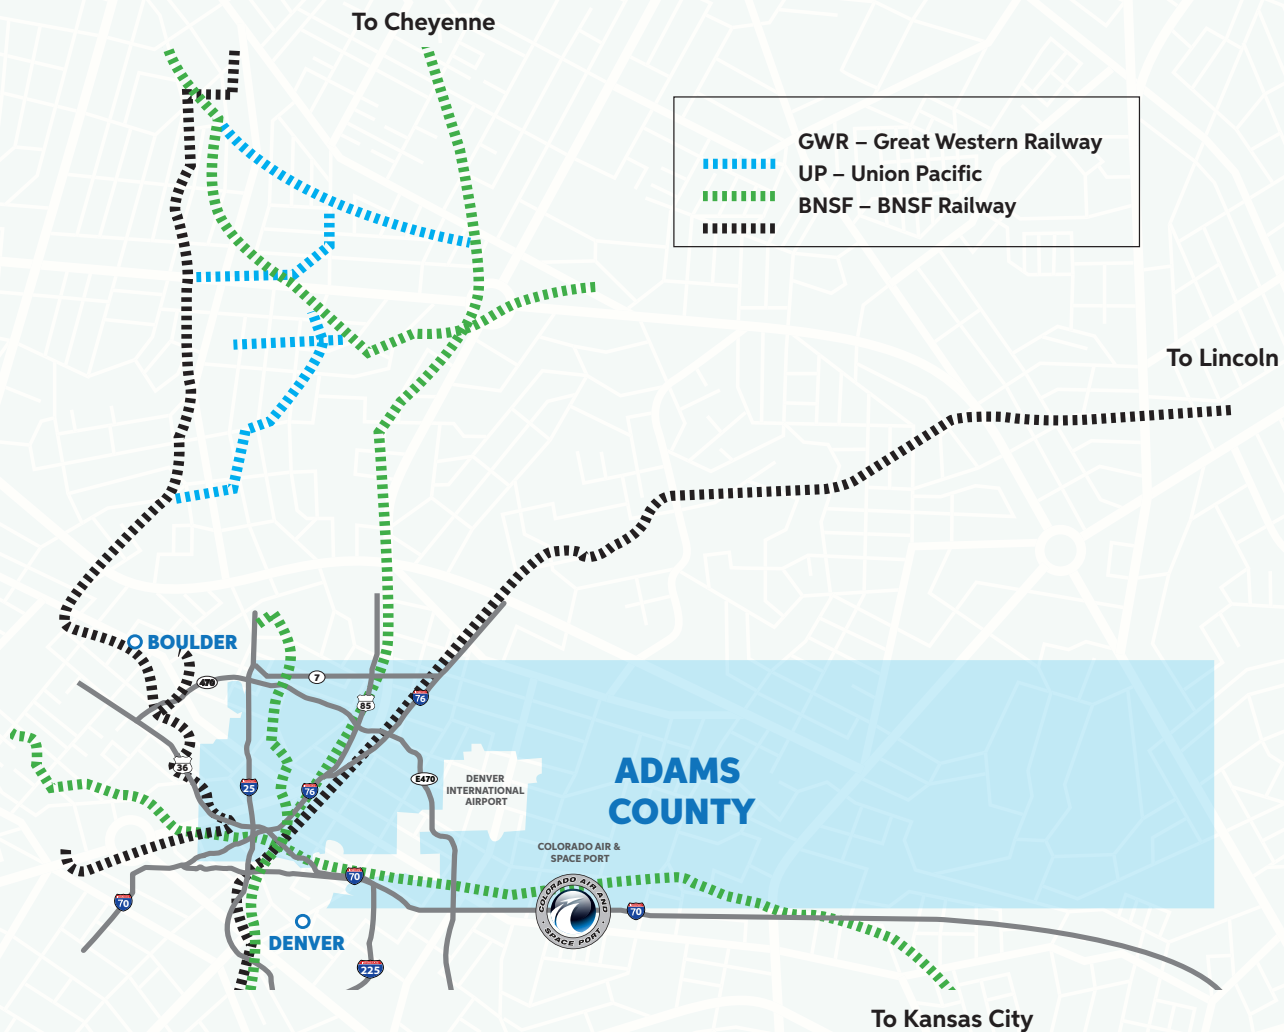 To Cheyenne
GWR – Great Western Railway
UP – Union Pacific
BNSF – BNSF Railway
To Lincoln
BOULDER
470
7
85
76
36
25
76
E470
DENVER
INTERNATIONAL
AIRPORT
ADAMS
COUNTY
COLORADO AIR &
SPACE PORT
70
70
COLORADO AIR AND
SPACE PORT
70
DENVER
225
To Kansas City